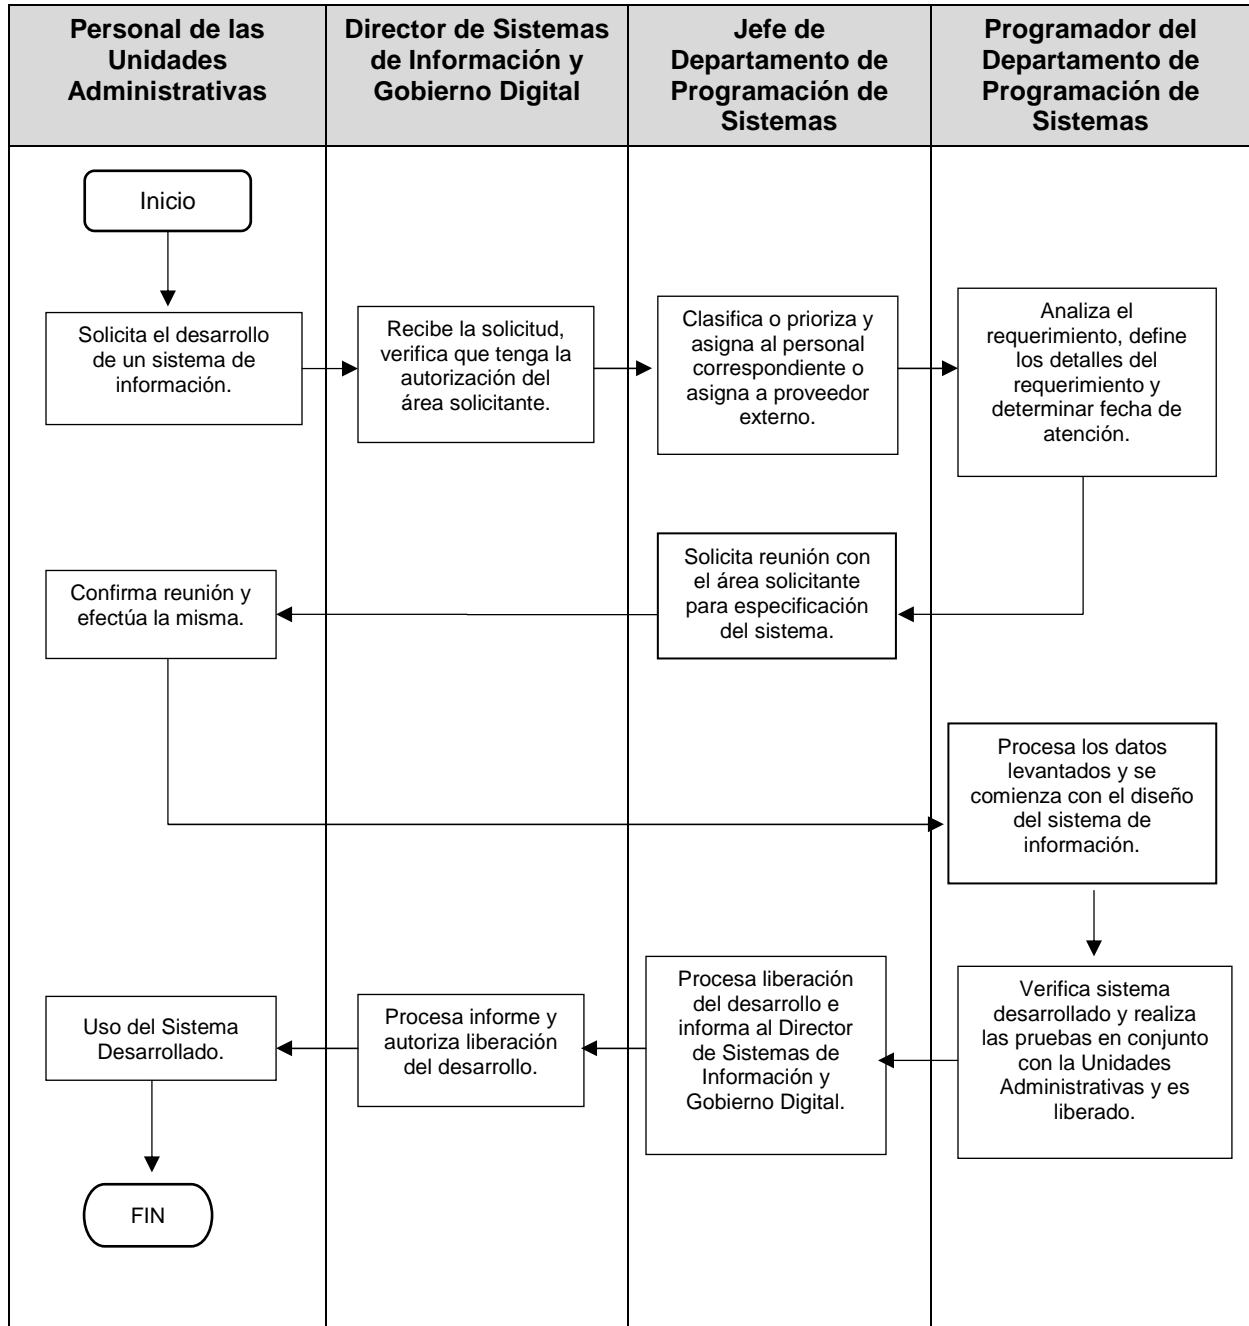 Personal de las
Unidades
Administrativas
Director de Sistemas
de Información y
Gobierno Digital
Jefe de
Departamento de
Programación de
Sistemas
Programador del
Departamento de
Programación de
Sistemas
Inicio
Solicita el desarrollo
de un sistema de
información.
Recibe la solicitud,
verifica que tenga la
autorización del
área solicitante.
Clasifica o prioriza y
asigna al personal
correspondiente o
asigna a proveedor
externo.
Analiza el
requerimiento, define
los detalles del
requerimiento y
determinar fecha de
atención.
Solicita reunión con
el área solicitante
para especificación
del sistema.
Confirma reunión y
efectúa la misma.
Procesa los datos
levantados y se
comienza con el diseño
del sistema de
información.
Verifica sistema
desarrollado y realiza
las pruebas en conjunto
con la Unidades
Administrativas y es
liberado.
Procesa liberación
del desarrollo e
informa al Director
de Sistemas de
Información y
Gobierno Digital.
Procesa informe y
autoriza liberación
del desarrollo.
Uso del Sistema
Desarrollado.
FIN